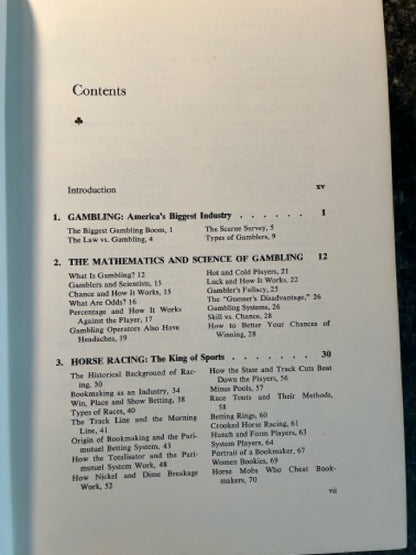 Contents
♣
Introduction xv
1. GAMBLING: America's Biggest Industry . . . . . . 1
The Biggest Gambling Boom, 1
The Law vs. Gambling, 4
The Scarne Survey, 5
Types of Gamblers, 9
2. THE MATHEMATICS AND SCIENCE OF GAMBLING 12
What Is Gambling? 12
Gamblers and Scientists, 13
Chance and How It Works, 15
What Are Odds? 16
Percentage and How It Works
Against the Player, 17
Gambling Operators Also Have
Headaches, 19
Hot and Cold Players, 21
Luck and How It Works, 22
Gambler's Fallacy, 25
The "Guesser's Disadvantage," 26
Gambling Systems, 26
Skill vs. Chance, 28
How to Better Your Chances of
Winning, 28
3. HORSE RACING: The King of Sports . . . . . . . 30
The Historical Background of Rac-
ing, 30
Bookmaking as an Industry, 34
Win, Place and Show Betting, 38
Types of Races, 40
The Track Line and the Morning
Line, 41
Origin of Bookmaking and the Pari-
mutuel Betting System, 43
How the Totalisator and the Pari-
mutuel System Work, 48
How Nickel and Dime Breakage
Work, 52
How the State and Track Cuts Beat
Down the Players, 56
Minus Pools, 57
Race Touts and Their Methods,
58
Betting Rings, 60
Crooked Horse Racing, 61
Hunch and Form Players, 63
System Players, 64
Portrait of a Bookmaker, 67
Women Bookies, 69
Horse Mobs Who Cheat Book-
makers, 70
vii